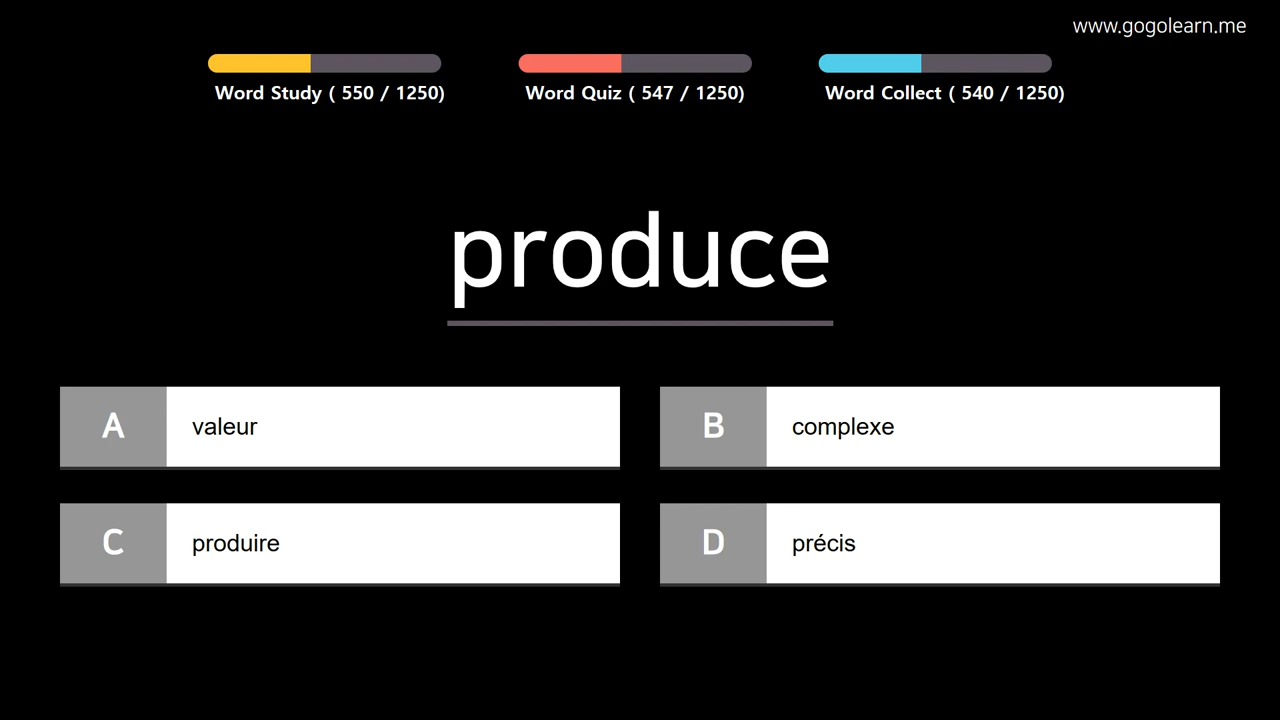 www.gogolearn.me
Word Study ( 550 / 1250)
Word Quiz ( 547 / 1250)
Word Collect ( 540 / 1250)
produce
A valeur
B complexe
C produire
D précis